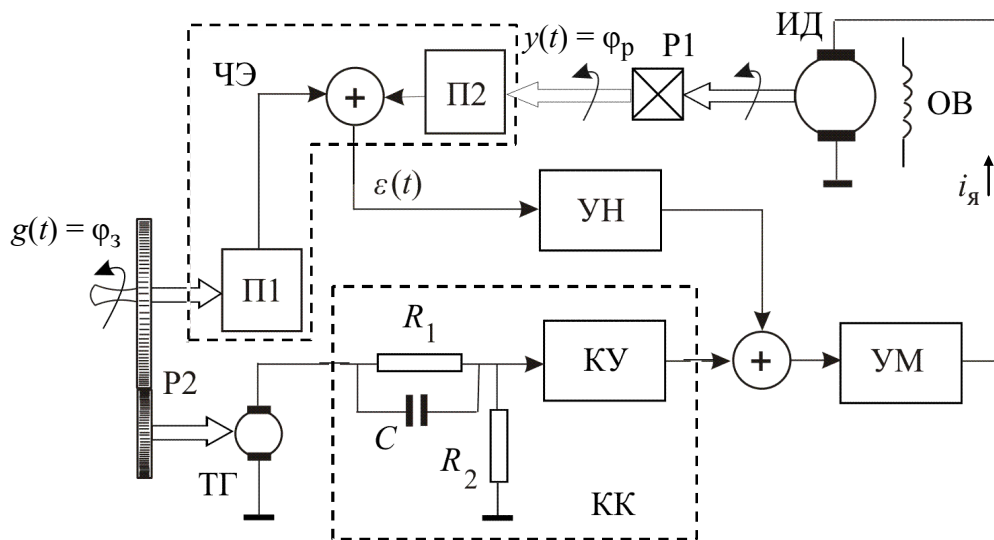 ИД
y(t) = φр
Р1
ЧЭ
+
П2
ОВ
ε(t)
УН
iя
g(t) = φз
П1
R1
КУ
+
УМ
Р2
C
R2
ТГ
КК